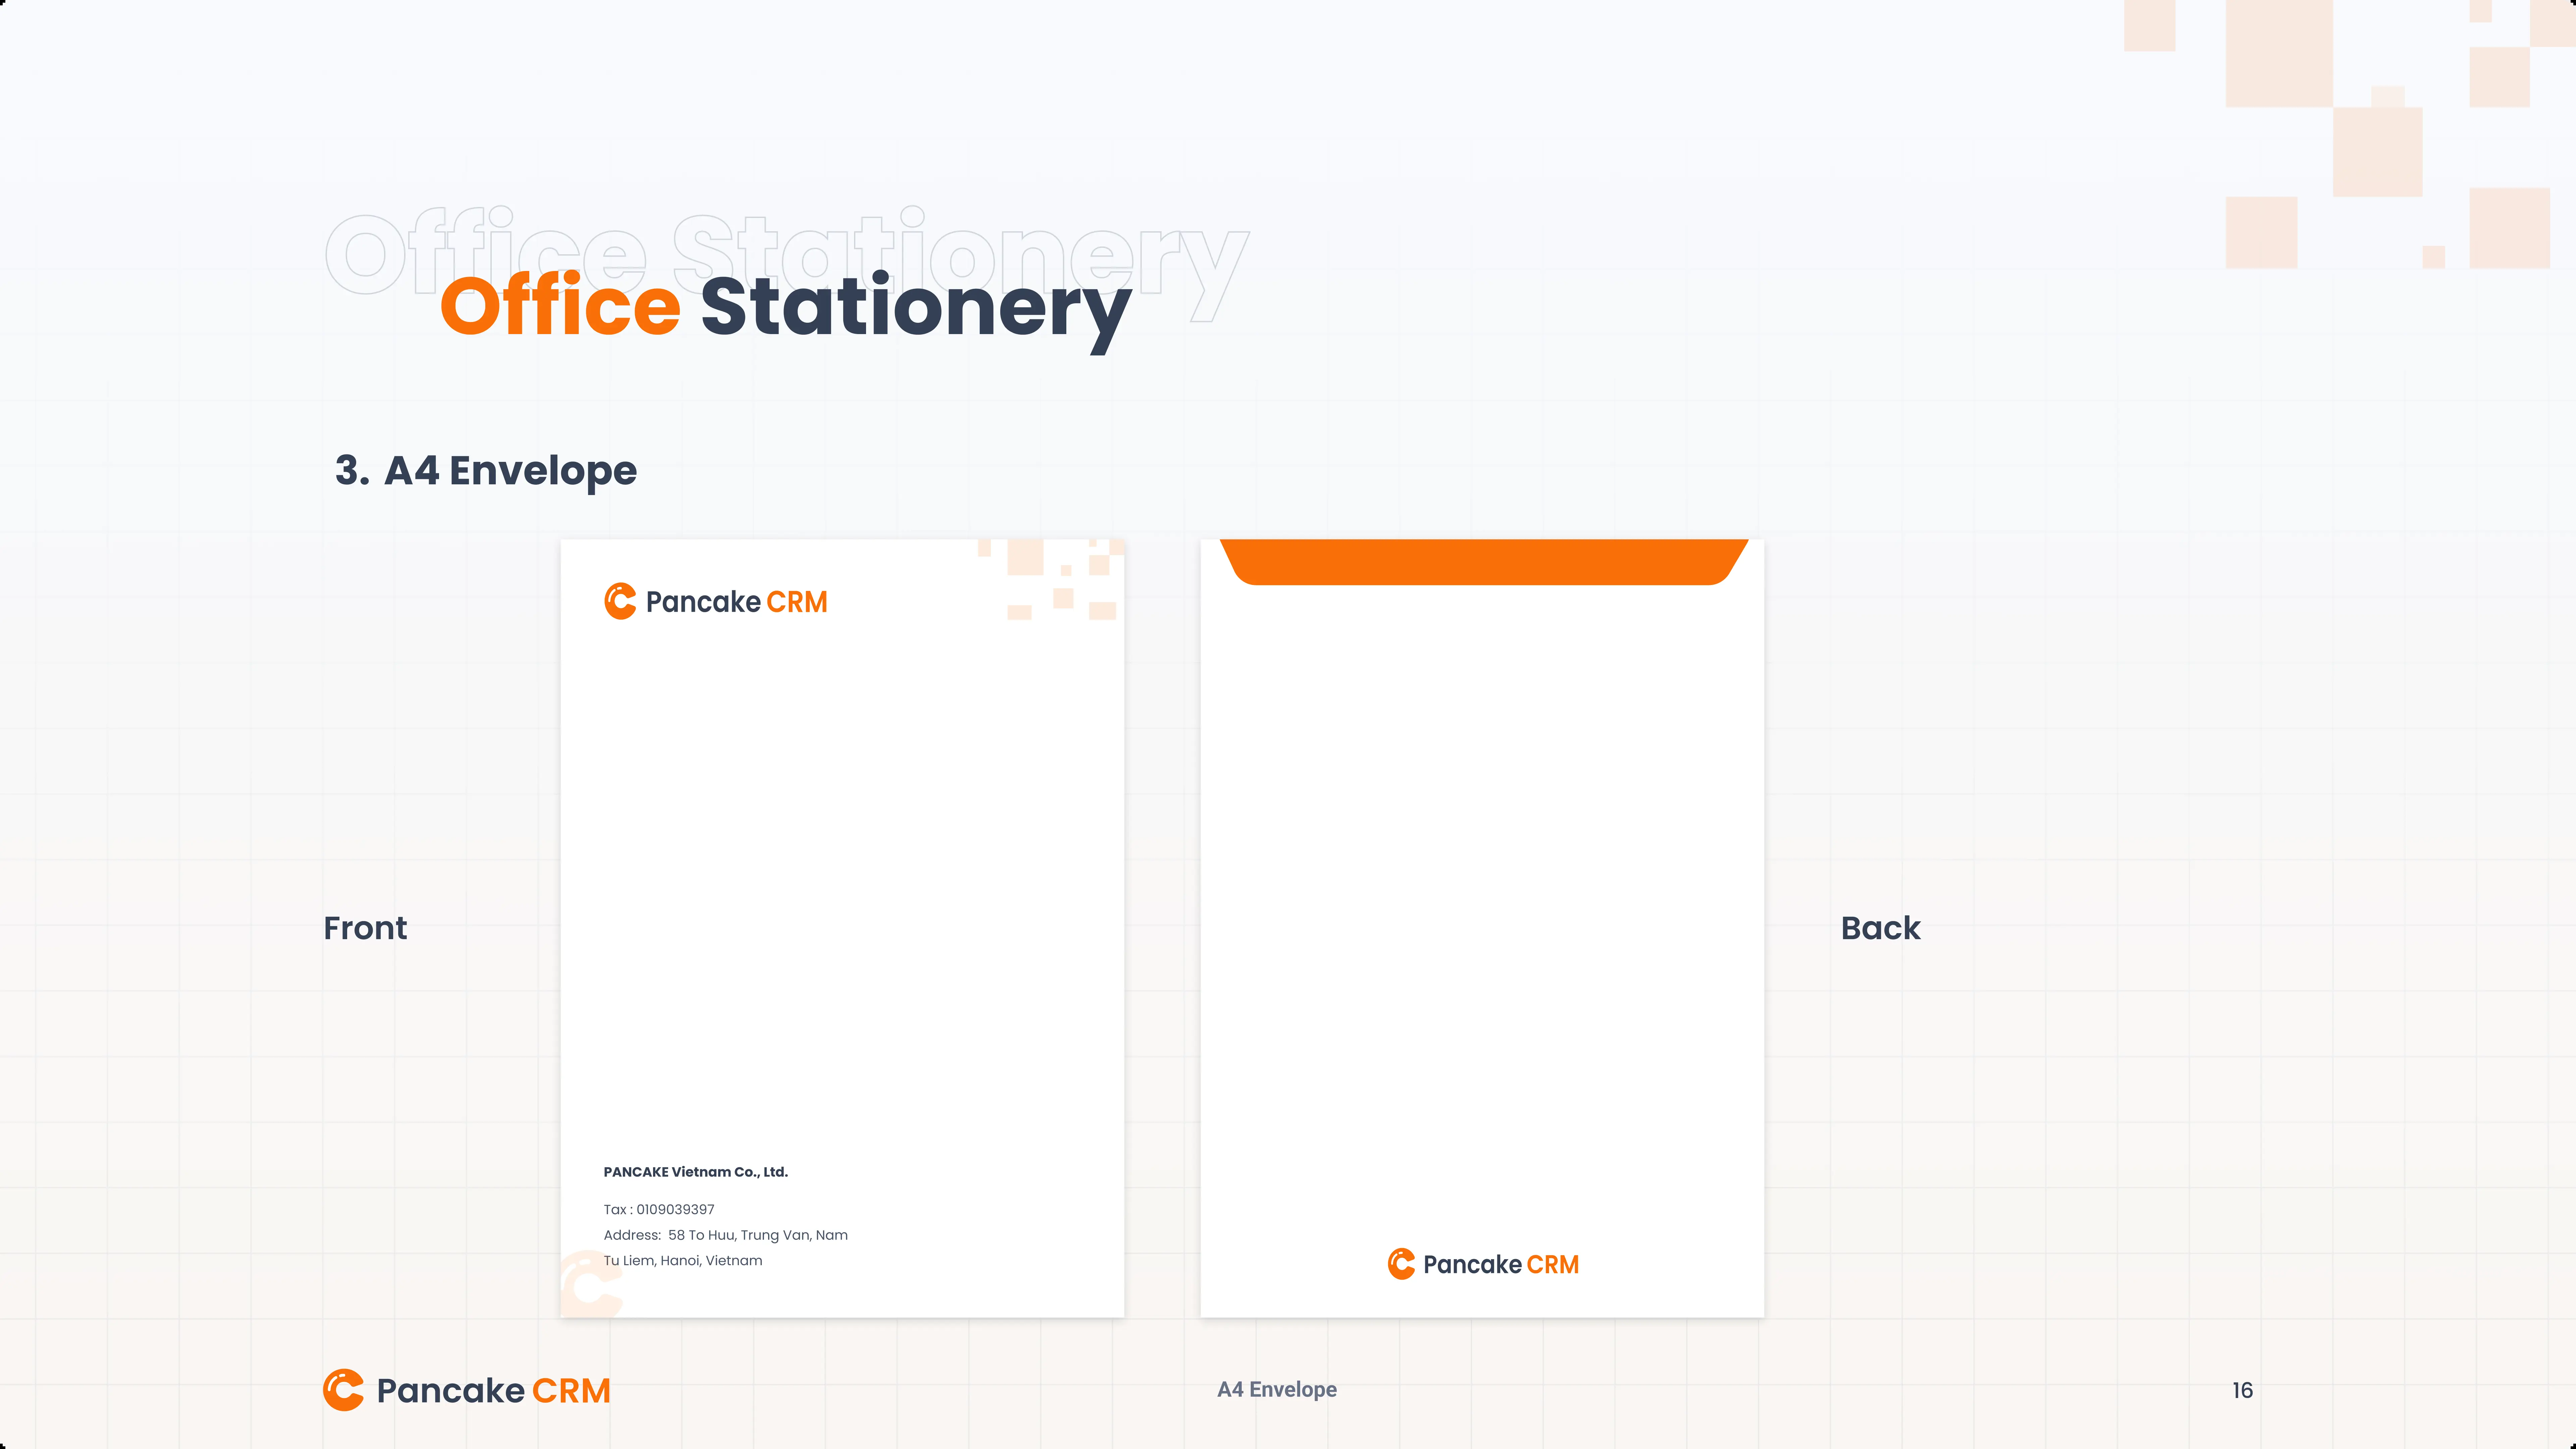 Office Stationery
Office Stationery
3. A4 Envelope
Pancake CRM
Front
Back
PANCAKE Vietnam Co., Ltd.
Tax : 0109039397
Address: 58 To Huu, Trung Van, Nam
Tu Liem, Hanoi, Vietnam
Pancake CRM
Pancake CRM
A4 Envelope
16